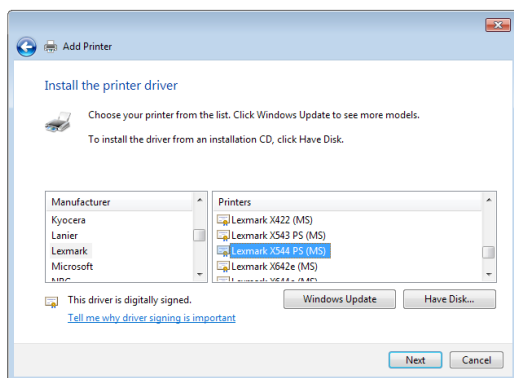 Add Printer
Install the printer driver
Choose your printer from the list. Click Windows Update to see more models.
To install the driver from an installation CD, click Have Disk.
Manufacturer
Kyocera
Lanier
Lexmark
Microsoft
Printers
Lexmark X422 (MS)
Lexmark X543 PS (MS)
Lexmark X544 PS (MS)
Lexmark X642e (MS)
This driver is digitally signed.
Tell me why driver signing is important
Windows Update
Have Disk...
Next
Cancel